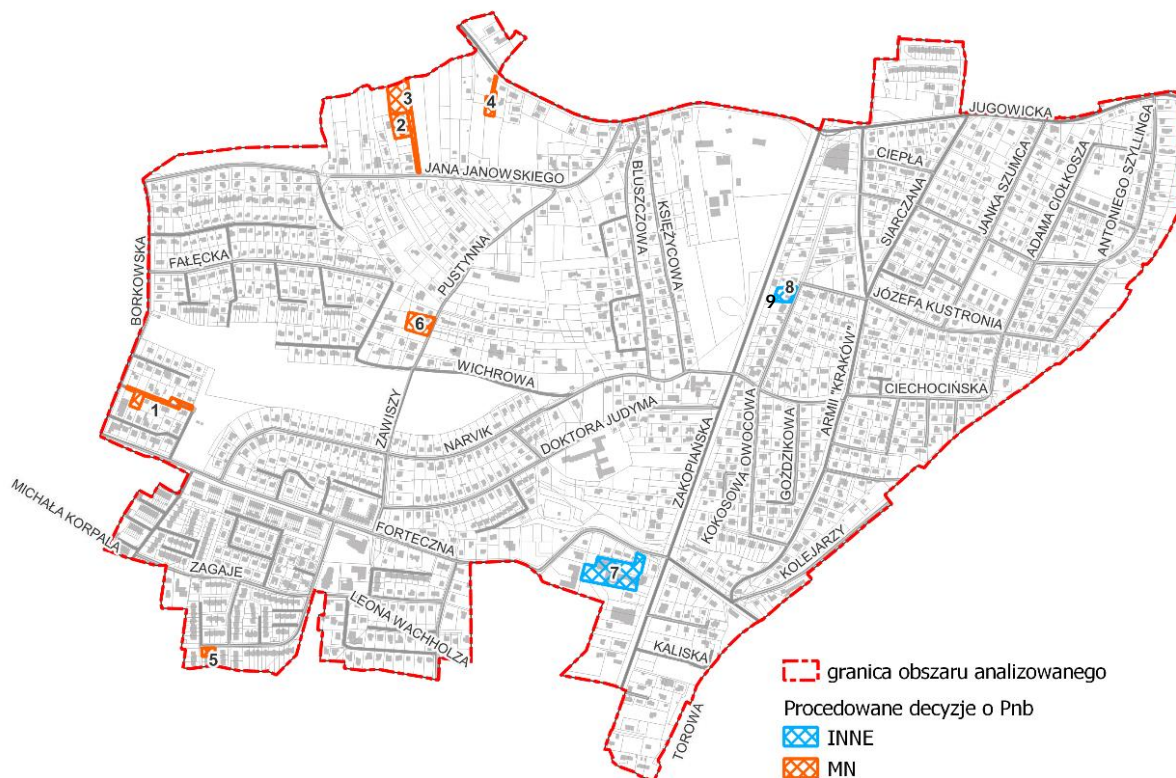 JUGOWICKA
3
4
2
CIEPŁA
JANA JANOWSKIEGO
BLUSZCZOWA
KSIĘŻYCOWA
SIARCZANA
JANKA SZUMCA
ADAMA CIOŁKOSZA
ANTONIEGO SZYLLINGA
FAŁĘCKA
PUSTYNNA
BORKOWSKA
8
9
JÓZEFA KUSTRONIA
6
WICHROWA
CIECHOCIŃSKA
1
ZAWISZY
NARVIK
DOKTORA JUDYMA
ZAKOPIAŃSKA
KOKOSOWA
OWOCOWA
GOŹDZIKOWA
ARMII "KRAKÓW"
MICHAŁA KORPALA
FORTECZNA
KOLEJARZY
ZAGAJE
7
LEONA WACHHOLZA
KALISKA
5
TOROWA
granica obszaru analizowanego
Procedowane decyzje o Pnb
INNE
MN